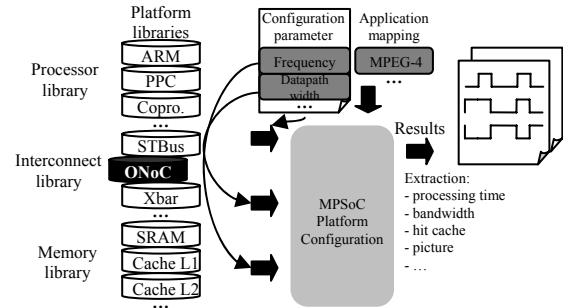 Platform
libraries
Processor
library
ARM
PPC
Copro.
...
Interconnect
library
STBus
ONoC
Xbar
...
Memory
library
SRAM
Cache L1
Cache L2
...
Configuration
parameter
Frequency
Datapath
width
...
Application
mapping
MPEG-4
MPSoC
Platform
Configuration
Results
Extraction:
- processing time
- bandwidth
- hit cache
- picture
- ...